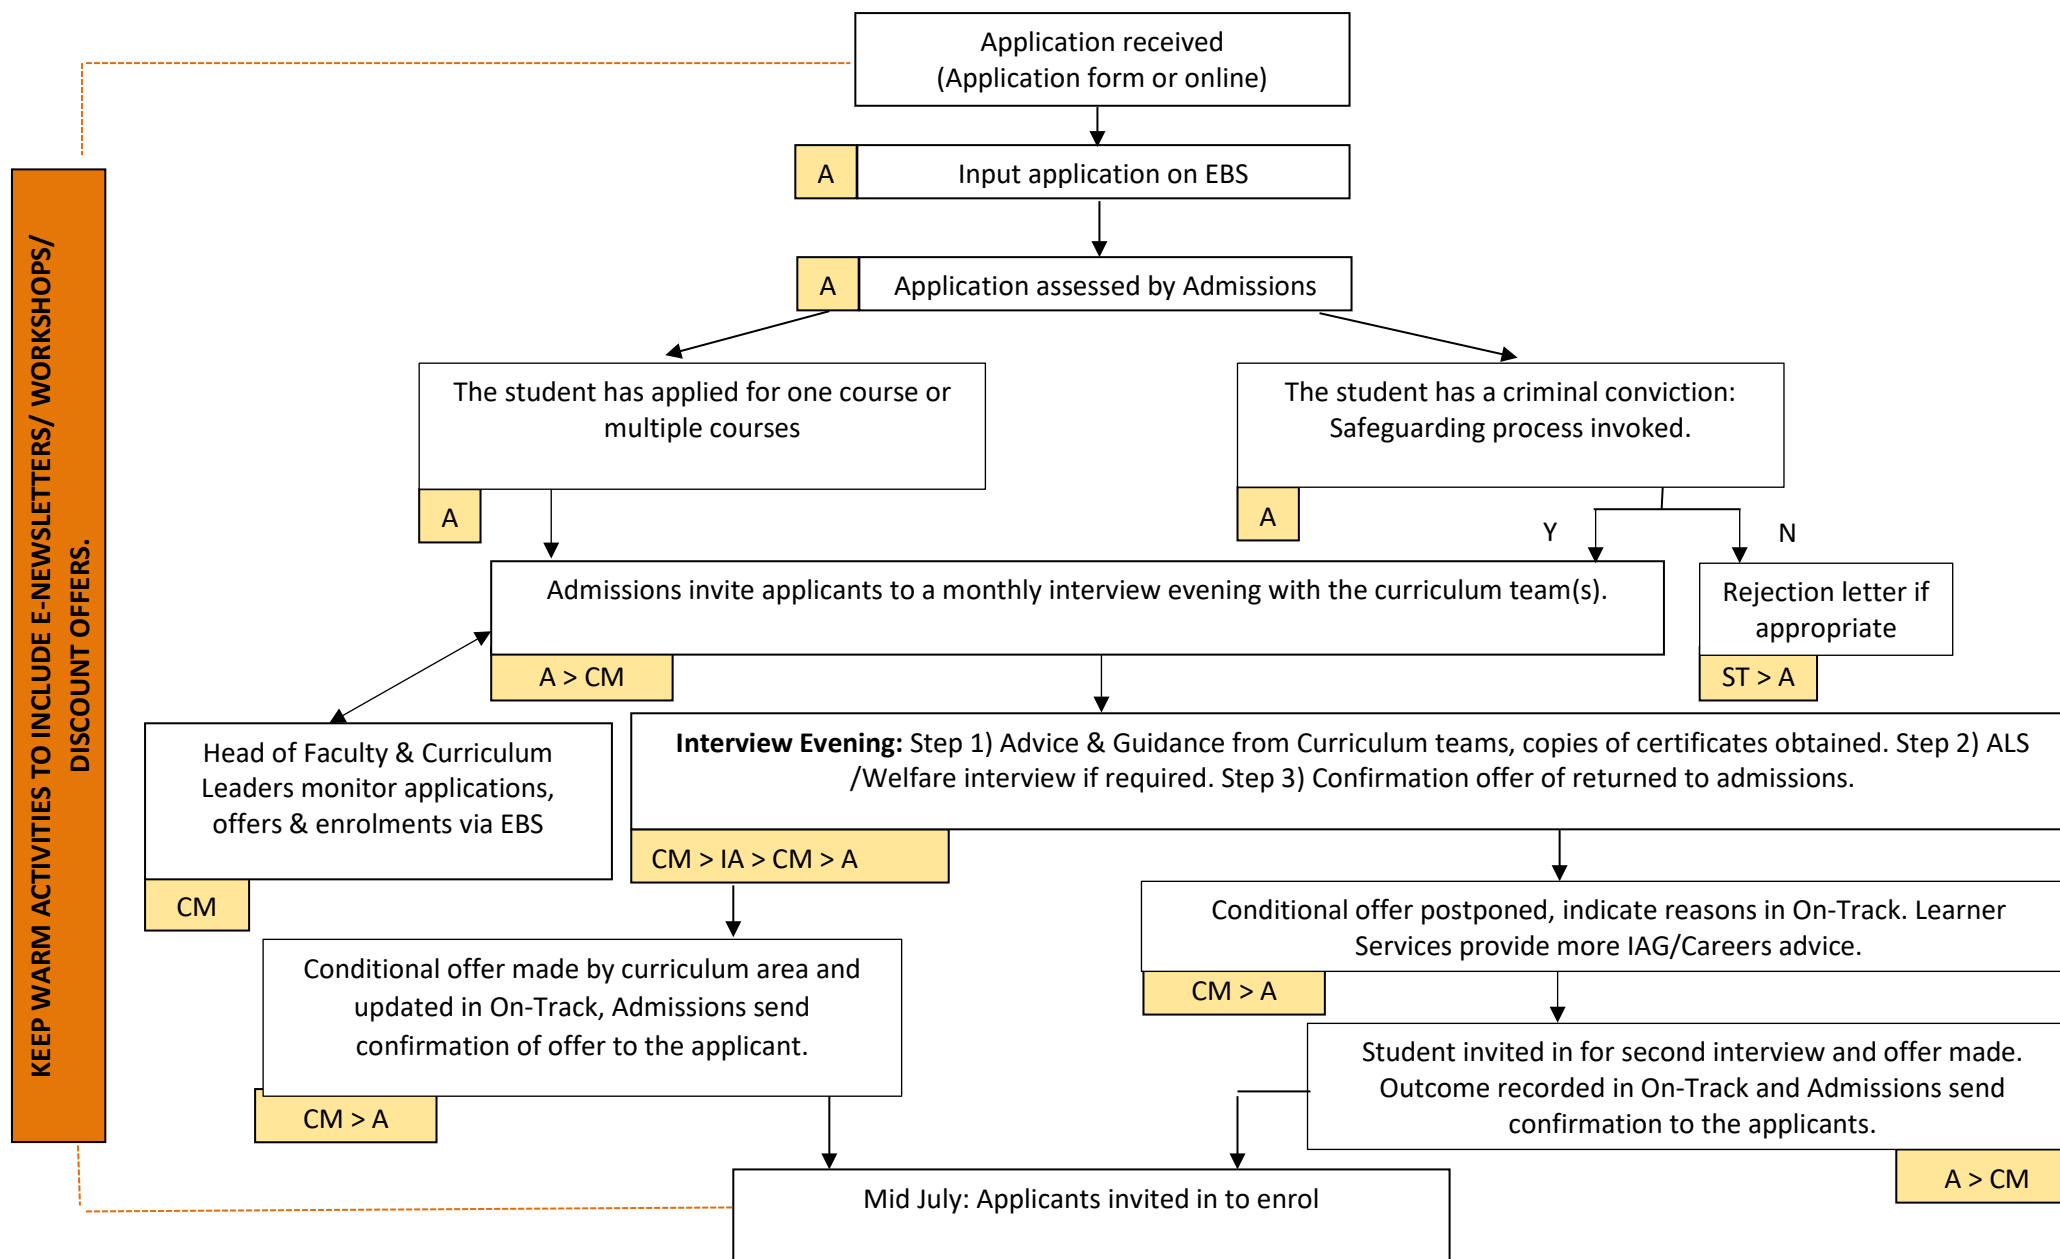 Application received
(Application form or online)
A
Input application on EBS
A
Application assessed by Admissions
KEEP WARM ACTIVITIES TO INCLUDE E-NEWSLETTERS/ WORKSHOPS/
DISCOUNT OFFERS.
The student has applied for one course or
multiple courses
A
The student has a criminal conviction:
Safeguarding process invoked.
A
Y
N
Admissions invite applicants to a monthly interview evening with the curriculum team(s).
A > CM
Rejection letter if
appropriate
ST > A
Head of Faculty & Curriculum
Leaders monitor applications,
offers & enrolments via EBS
CM
Interview Evening: Step 1) Advice & Guidance from Curriculum teams, copies of certificates obtained. Step 2) ALS
/Welfare interview if required. Step 3) Confirmation offer of returned to admissions.
CM > IA > CM > A
Conditional offer made by curriculum area and
updated in On-Track, Admissions send
confirmation of offer to the applicant.
CM > A
Conditional offer postponed, indicate reasons in On-Track. Learner
Services provide more IAG/Careers advice.
CM > A
Student invited in for second interview and offer made.
Outcome recorded in On-Track and Admissions send
confirmation to the applicants.
A > CM
Mid July: Applicants invited in to enrol